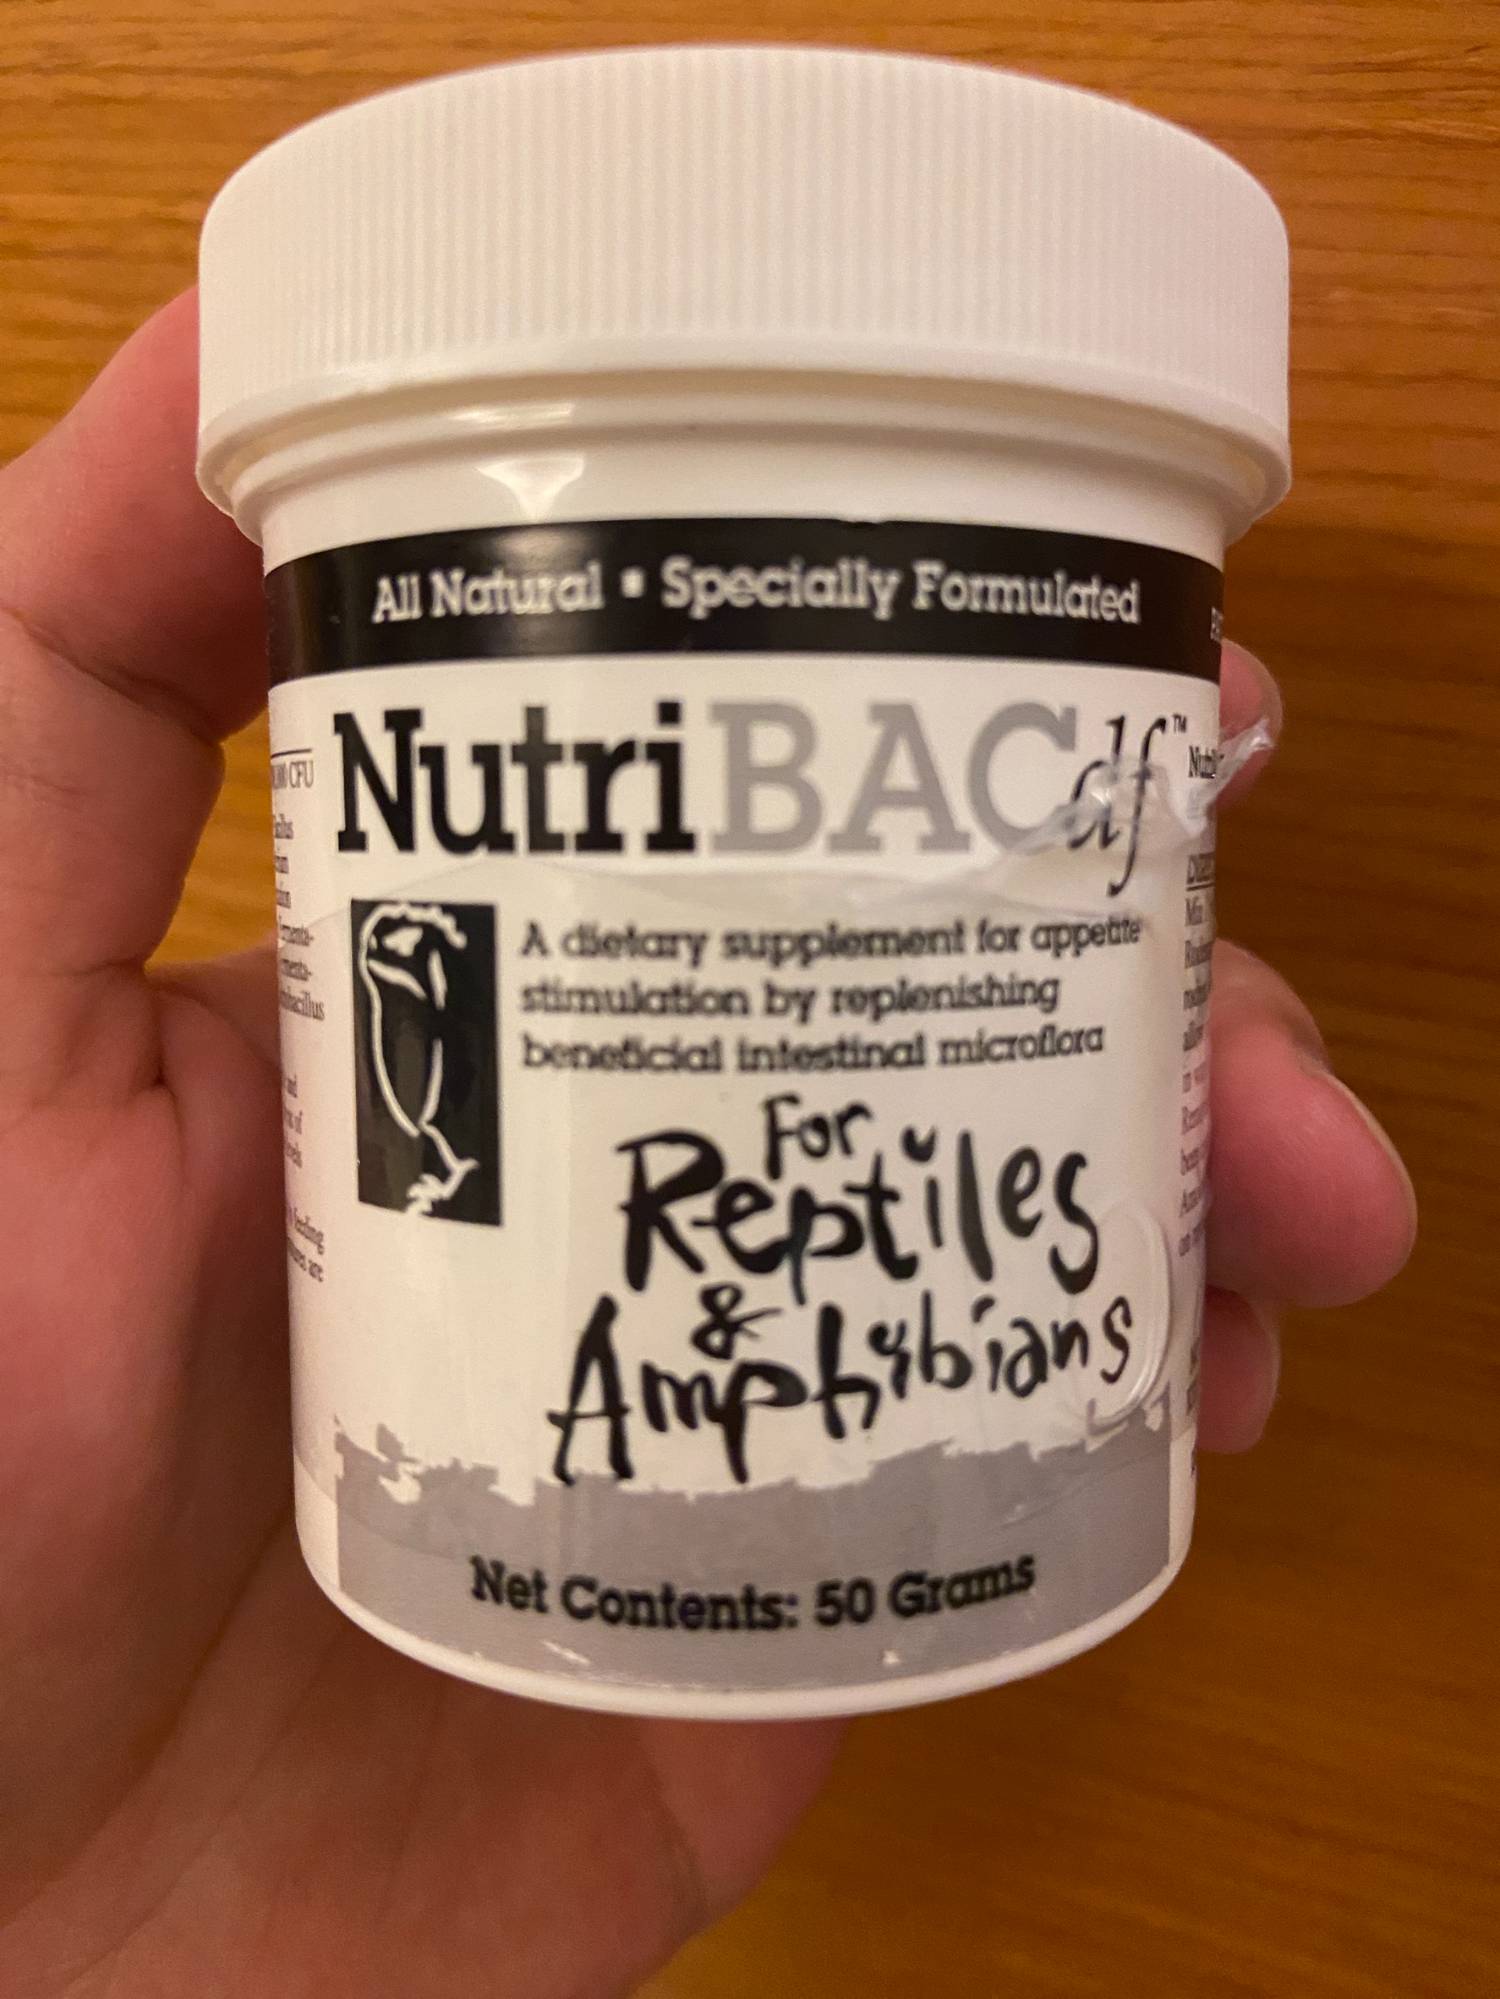 All Natural ▪ Specially Formulated
NutriBACdf™
A dietary supplement for appetite
stimulation by replenishing
beneficial intestinal microflora
For
Reptiles
&
Amphibians
Net Contents: 50 Grams
CFU